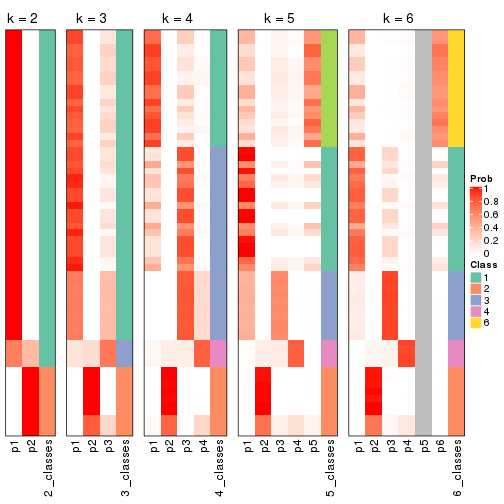 k = 2
k = 3
k = 4
k = 5
k = 6
p1
p2
2_classes
p1
p2
p3
3_classes
p1
p2
p3
p4
4_classes
p1
p2
p3
p4
p5
5_classes
p1
p2
p3
p4
p5
p6
6_classes
Prob
1
0.8
0.6
0.4
0.2
0
Class
1
2
3
4
6